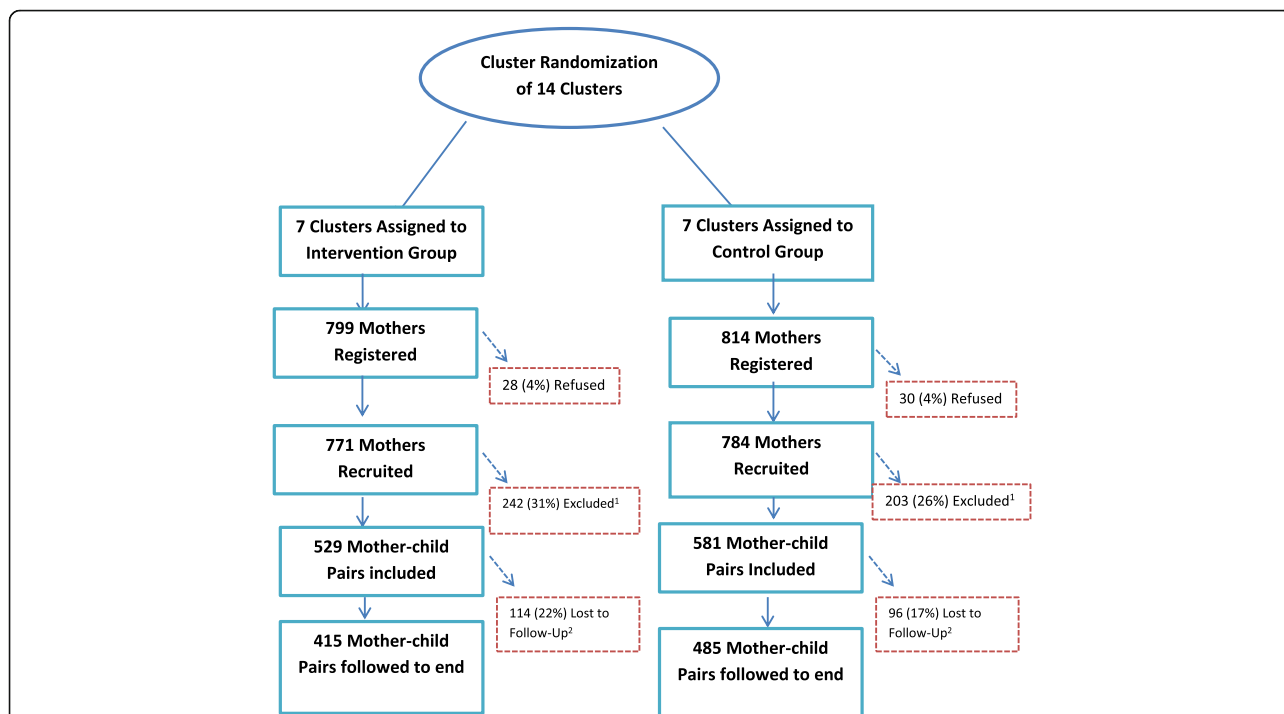 Cluster Randomization
of 14 Clusters
7 Clusters Assigned to
Intervention Group
7 Clusters Assigned to
Control Group
799 Mothers
Registered
814 Mothers
Registered
28 (4%) Refused
30 (4%) Refused
771 Mothers
Recruited
784 Mothers
Recruited
242 (31%) Excluded¹
203 (26%) Excluded¹
529 Mother-child
Pairs included
581 Mother-child
Pairs Included
114 (22%) Lost to
Follow-Up²
96 (17%) Lost to
Follow-Up²
415 Mother-child
Pairs followed to end
485 Mother-child
Pairs followed to end